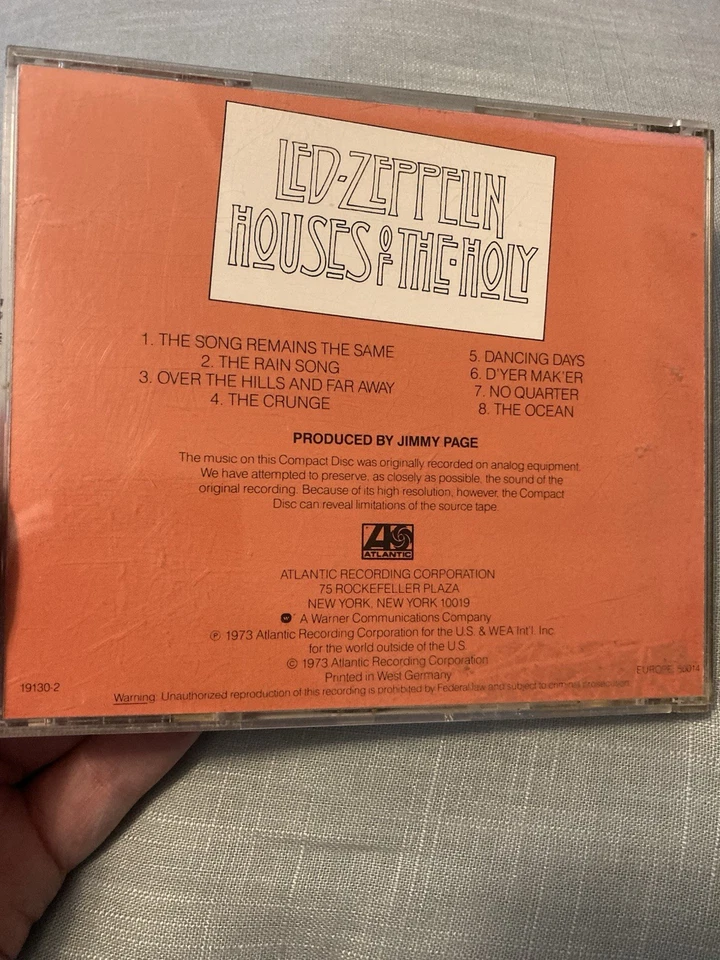 LED·ZEPPELIN
HOUSES OF THE·HOLY
1. THE SONG REMAINS THE SAME
2. THE RAIN SONG
3. OVER THE HILLS AND FAR AWAY
4. THE CRUNGE
5. DANCING DAYS
6. D'YER MAK'ER
7. NO QUARTER
8. THE OCEAN
PRODUCED BY JIMMY PAGE
The music on this Compact Disc was originally recorded on analog equipment.
We have attempted to preserve, as closely as possible, the sound of the
original recording. Because of its high resolution, however, the Compact
Disc can reveal limitations of the source tape.
ATLANTIC
ATLANTIC RECORDING CORPORATION
75 ROCKEFELLER PLAZA
NEW YORK, NEW YORK 10019
A Warner Communications Company
℗ 1973 Atlantic Recording Corporation for the U.S. & WEA Int'l. Inc.
for the world outside of the U.S.
© 1973 Atlantic Recording Corporation
Printed in West Germany
EUROPE: 50014
19130-2
Warning: Unauthorized reproduction of this recording is prohibited by Federal law and subject to criminal prosecution.